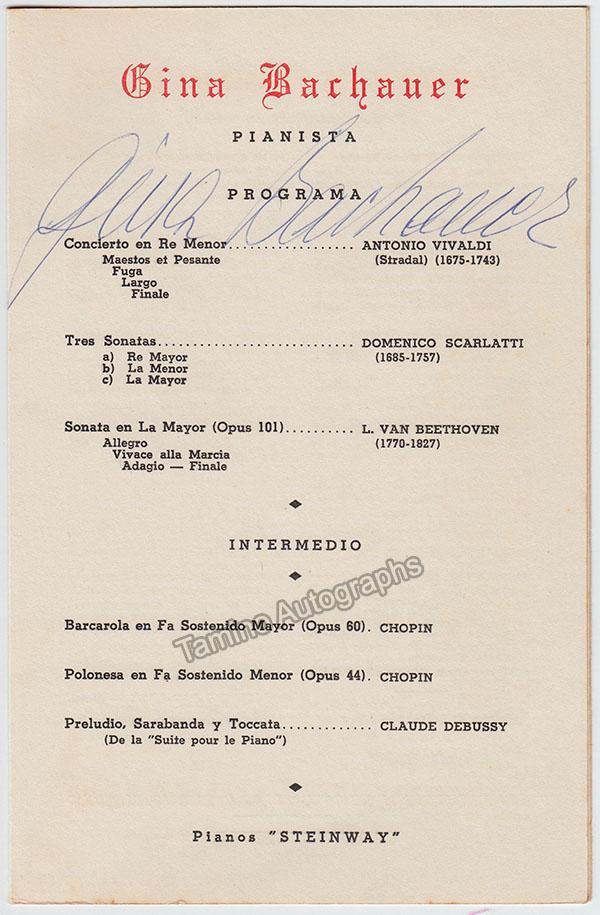 Gina Bachauer
PIANISTA
Gina Bachauer
PROGRAMA
Concierto en Re Menor.................. ANTONIO VIVALDI
Maestos et Pesante (Stradal) (1675-1743)
Fuga
Largo
Finale
Tres Sonatas............................ DOMENICO SCARLATTI
a) Re Mayor (1685-1757)
b) La Menor
c) La Mayor
Sonata en La Mayor (Opus 101).......... L. VAN BEETHOVEN
Allegro (1770-1827)
Vivace alla Marcia
Adagio — Finale
INTERMEDIO
Tamino Autographs
Barcarola en Fa Sostenido Mayor (Opus 60). CHOPIN
Polonesa en Fa Sostenido Menor (Opus 44). CHOPIN
Preludio, Sarabanda y Toccata............. CLAUDE DEBUSSY
(De la "Suite pour le Piano")
Pianos "STEINWAY"